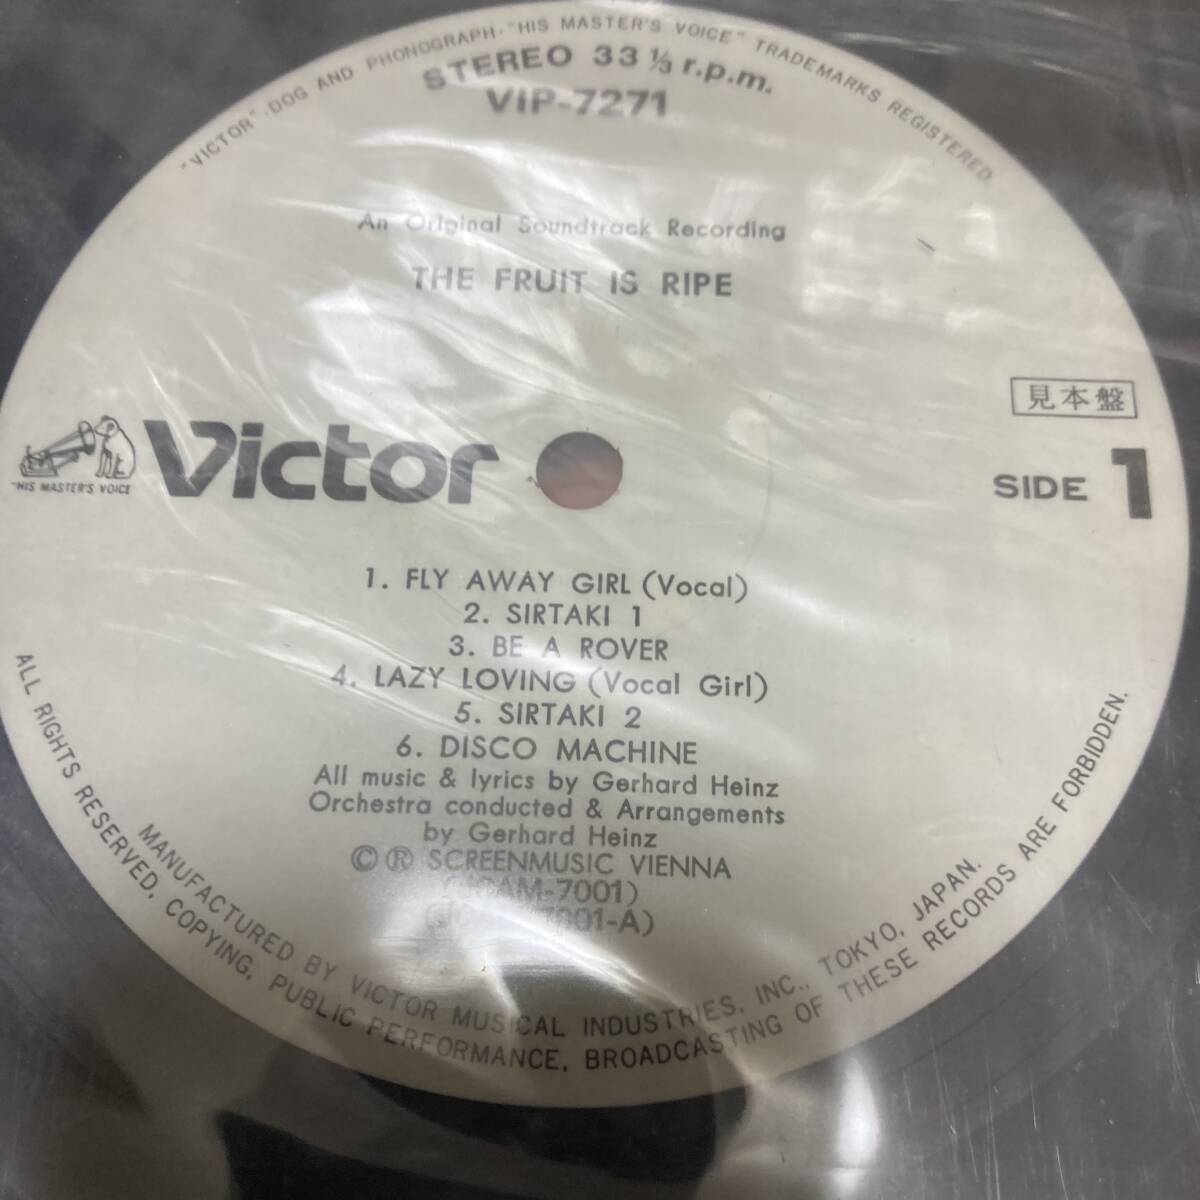 "VICTOR"·DOG AND PHONOGRAPH·"HIS MASTER'S VOICE" TRADEMARKS REGISTERED.
STEREO 33 ⅓ r.p.m.
VIP-7271
An Original Soundtrack Recording
THE FRUIT IS RIPE
見本盤
"HIS MASTER'S VOICE
Victor
SIDE 1
1. FLY AWAY GIRL (Vocal)
2. SIRTAKI 1
3. BE A ROVER
4. LAZY LOVING (Vocal Girl)
5. SIRTAKI 2
6. DISCO MACHINE
All music & lyrics by Gerhard Heinz
Orchestra conducted & Arrangements
by Gerhard Heinz
Ⓒ Ⓡ SCREENMUSIC VIENNA
MANUFACTURED BY VICTOR MUSICAL INDUSTRIES, INC., TOKYO, JAPAN.
ALL RIGHTS RESERVED, COPYING, PUBLIC PERFORMANCE, BROADCASTING OF THESE RECORDS ARE FORBIDDEN.